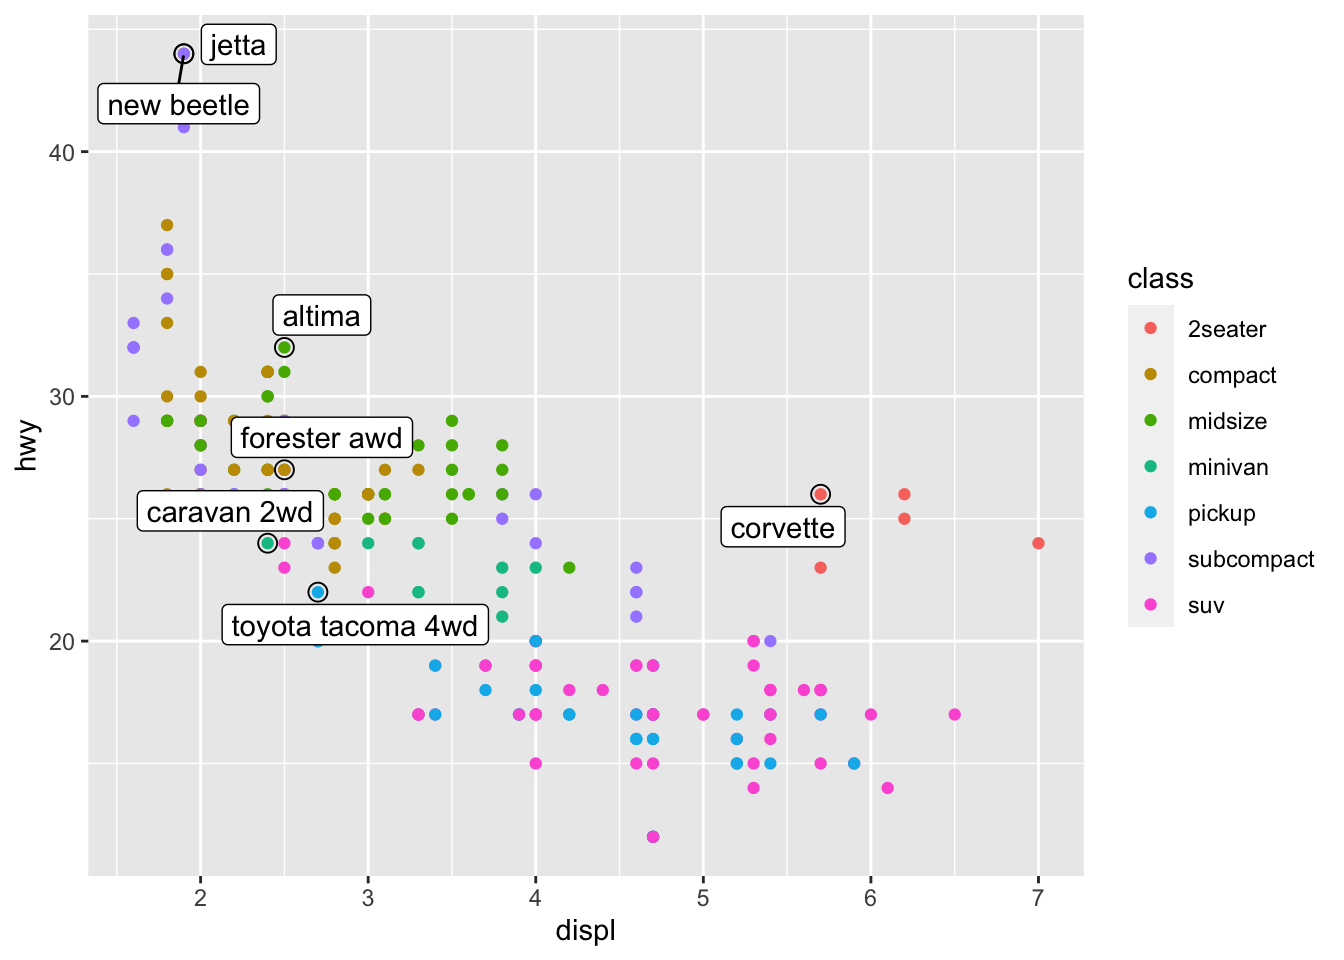 jetta
new beetle
40
altima
30
forester awd
caravan 2wd
corvette
toyota tacoma 4wd
20
hwy
2 3 4 5 6 7
displ
class
2seater
compact
midsize
minivan
pickup
subcompact
suv